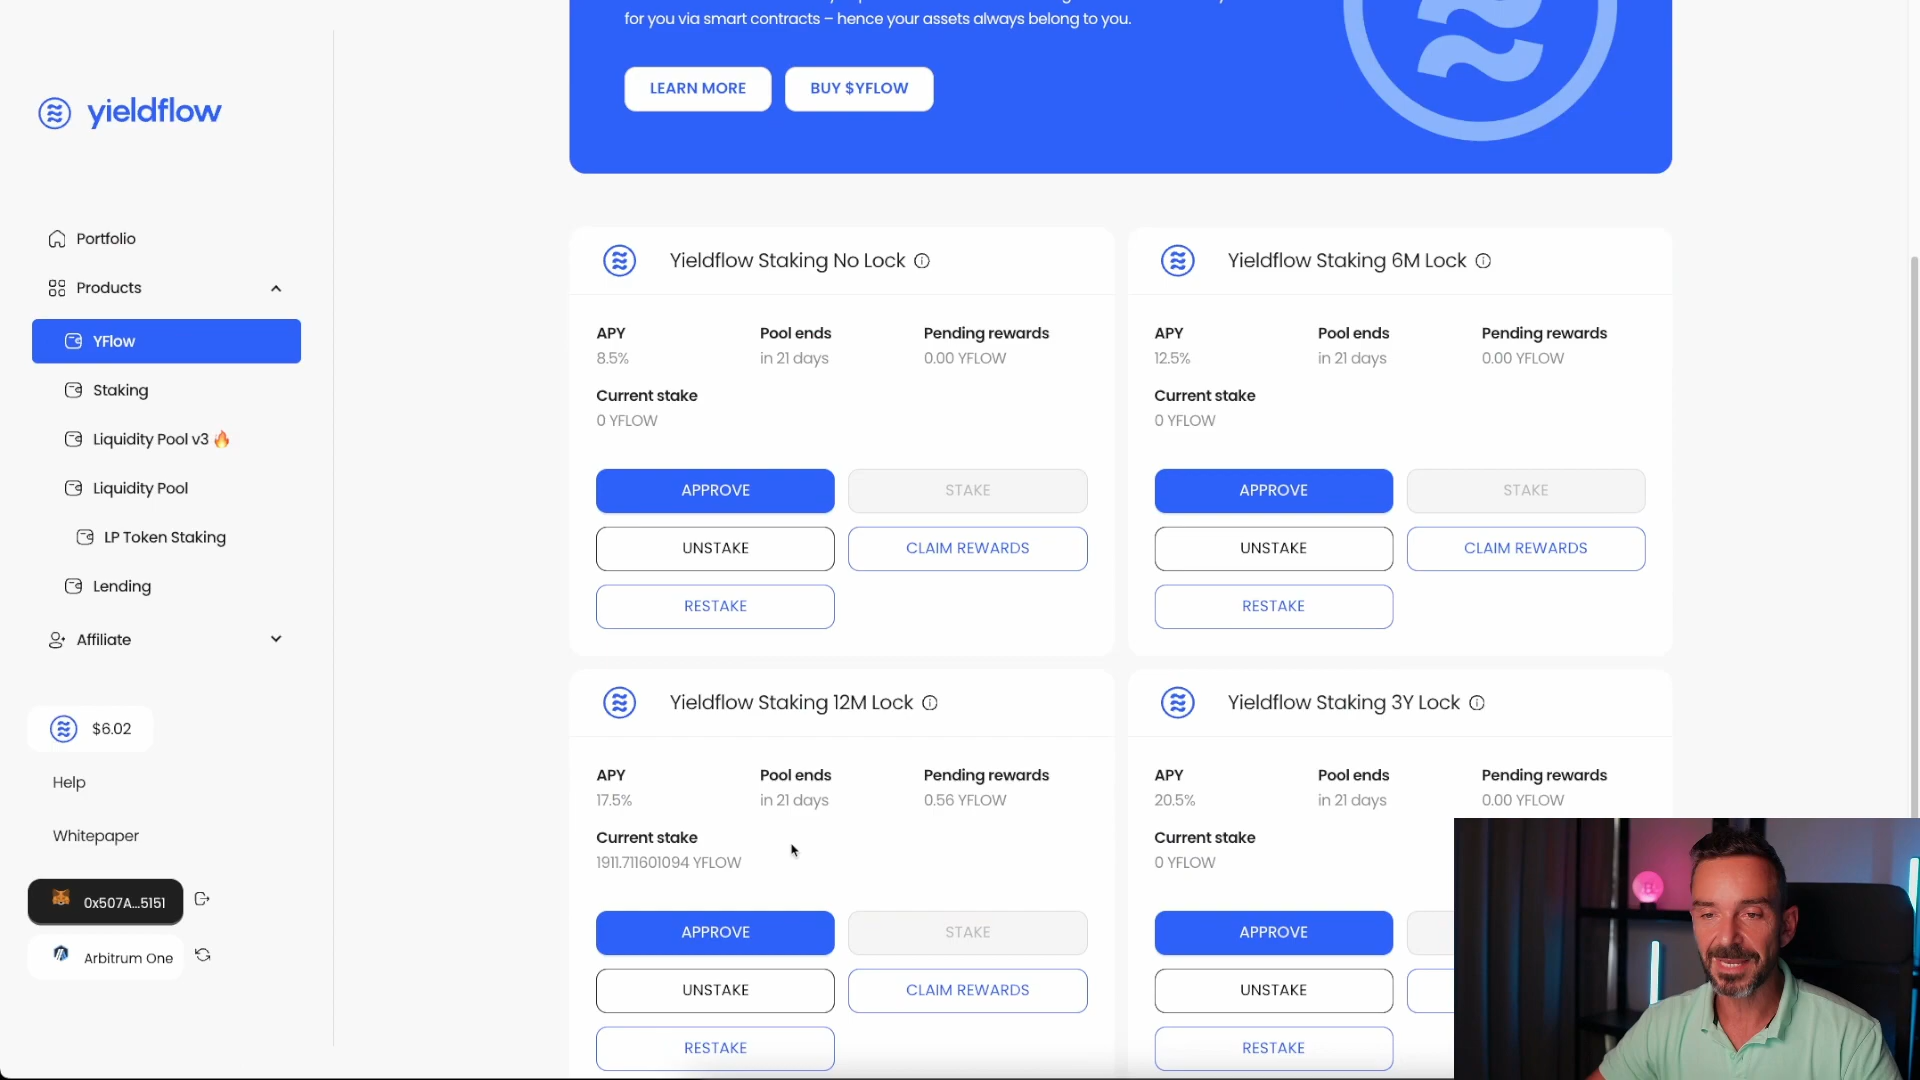 for you via smart contracts – hence your assets always belong to you.
LEARN MORE
BUY $YFLOW
yieldflow
Portfolio
Products
YFlow
Staking
Liquidity Pool v3 🔥
Liquidity Pool
LP Token Staking
Lending
Affiliate
$6.02
Help
Whitepaper
0x507A...5151
Arbitrum One
Yieldflow Staking No Lock
APY
Pool ends
Pending rewards
8.5%
in 21 days
0.00 YFLOW
Current stake
0 YFLOW
APPROVE
STAKE
UNSTAKE
CLAIM REWARDS
RESTAKE
Yieldflow Staking 6M Lock
APY
Pool ends
Pending rewards
12.5%
in 21 days
0.00 YFLOW
Current stake
0 YFLOW
APPROVE
STAKE
UNSTAKE
CLAIM REWARDS
RESTAKE
Yieldflow Staking 12M Lock
APY
Pool ends
Pending rewards
17.5%
in 21 days
0.56 YFLOW
Current stake
1911.711601094 YFLOW
APPROVE
STAKE
UNSTAKE
CLAIM REWARDS
RESTAKE
Yieldflow Staking 3Y Lock
APY
Pool ends
Pending rewards
20.5%
in 21 days
0.00 YFLOW
Current stake
0 YFLOW
APPROVE
UNSTAKE
RESTAKE